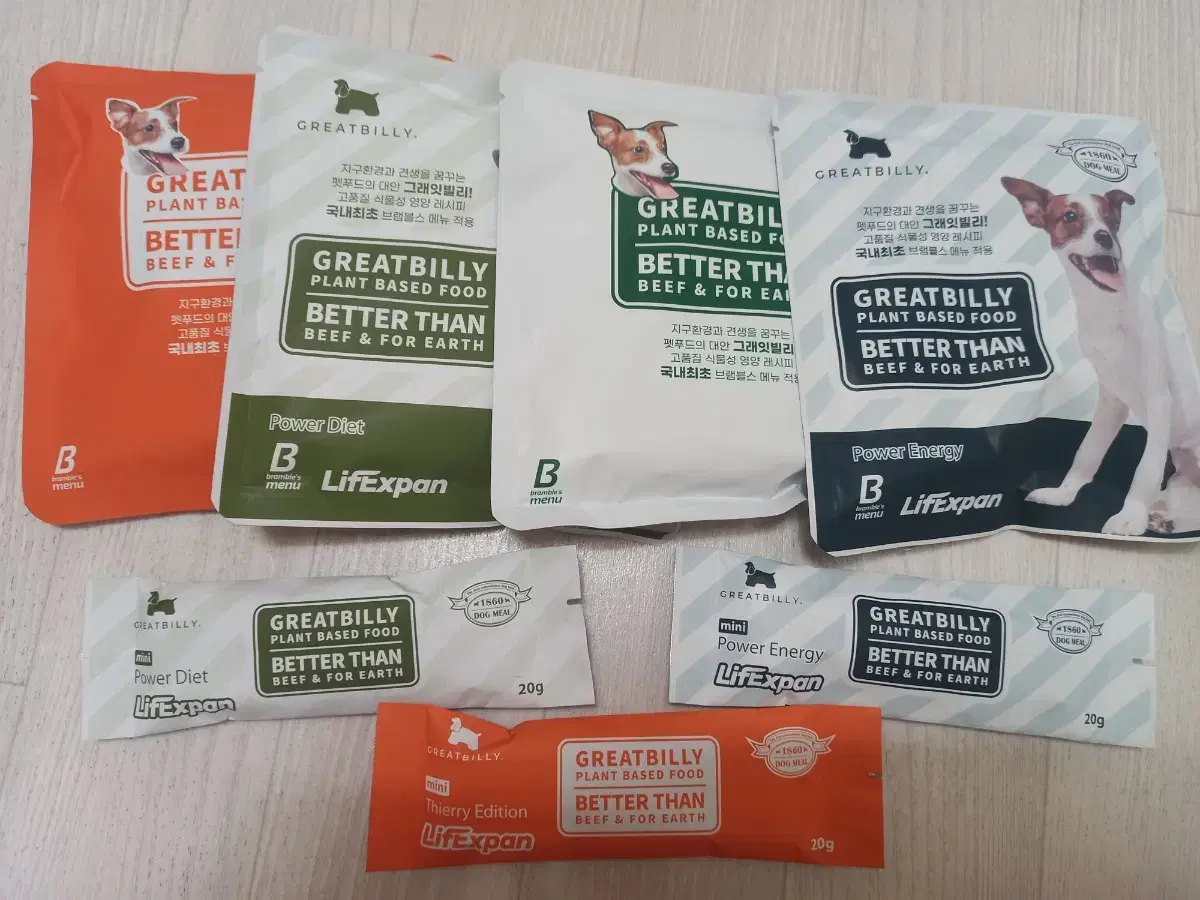 GREAT
PLANT BA
BETTER
BEEF & F
지구환경과
펫푸드의 대안
고품질 식물
국내최초
B
bramble's
menu
GREATBILLY.
지구환경과 견생을 꿈꾸는
펫푸드의 대안 그래잇빌리!
고품질 식물성 영양 레시피
국내최초 브램블스 메뉴 적용
GREATBILLY
PLANT BASED FOOD
BETTER THAN
BEEF & FOR EARTH
Power Diet
B
bramble's
menu
LifExpan
GREATBIL
PLANT BASED FO
BETTER THA
BEEF & FOR EAR
지구환경과 견생을 꿈꾸는
펫푸드의 대안 그래잇빌리
고품질 식물성 영양 레시피
국내최초 브램블스 메뉴 적용
B
bramble's
menu
GREATBILLY.
1860
DOG MEAL
지구환경과 견생을 꿈꾸는
펫푸드의 대안 그래잇빌리!
고품질 식물성 영양 레시피
국내최초 브램블스 메뉴 적용
GREATBILLY
PLANT BASED FOOD
BETTER THAN
BEEF & FOR EARTH
Power Energy
B
bramble's
menu
LifExpan
GREATBILLY.
mini
Power Diet
LifExpan
GREATBILLY
PLANT BASED FOOD
BETTER THAN
BEEF & FOR EARTH
1860
DOG MEAL
20g
GREATBILLY.
mini
Power Energy
LifExpan
GREATBILLY
PLANT BASED FOOD
BETTER THAN
BEEF & FOR EARTH
1860
DOG MEAL
20g
GREATBILLY.
mini
Thierry Edition
LifExpan
GREATBILLY
PLANT BASED FOOD
BETTER THAN
BEEF & FOR EARTH
1860
DOG MEAL
20g